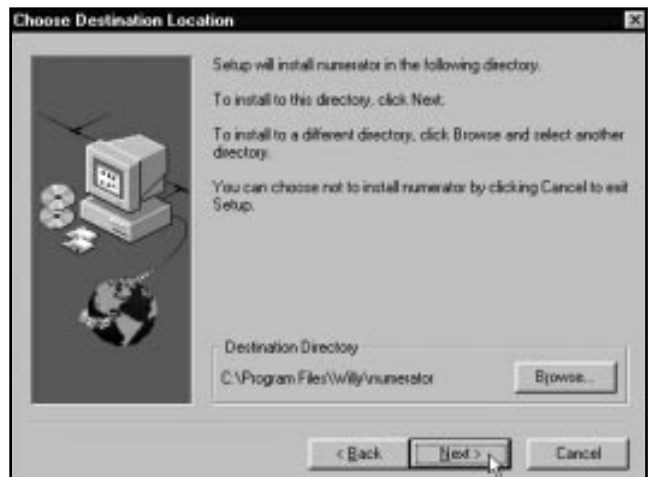 Choose Destination Location
Setup will install numerator in the following directory.
To install to this directory, click Next.
To install to a different directory, click Browse and select another
directory.
You can choose not to install numerator by clicking Cancel to exit
Setup.
Destination Directory
C:\Program Files\Willy\numerator
Browse...
< Back
Next >
Cancel